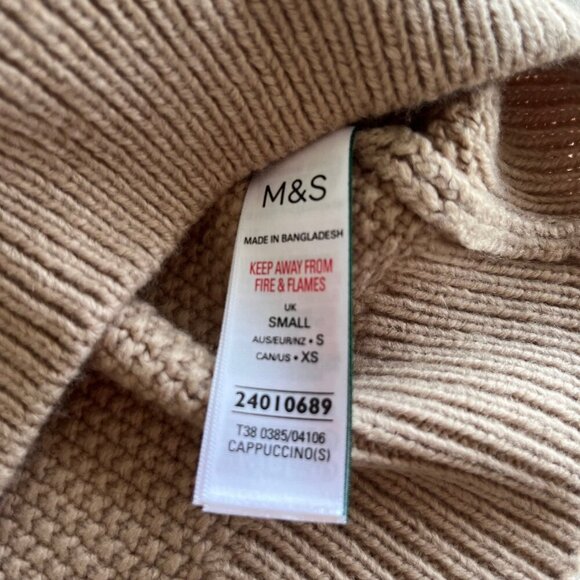 M&S
MADE IN BANGLADESH
KEEP AWAY FROM
FIRE & FLAMES
UK
SMALL
AUS/EUR/NZ • S
CAN/US • XS
24010689
T38 0385/04106
CAPPUCCINO(S)